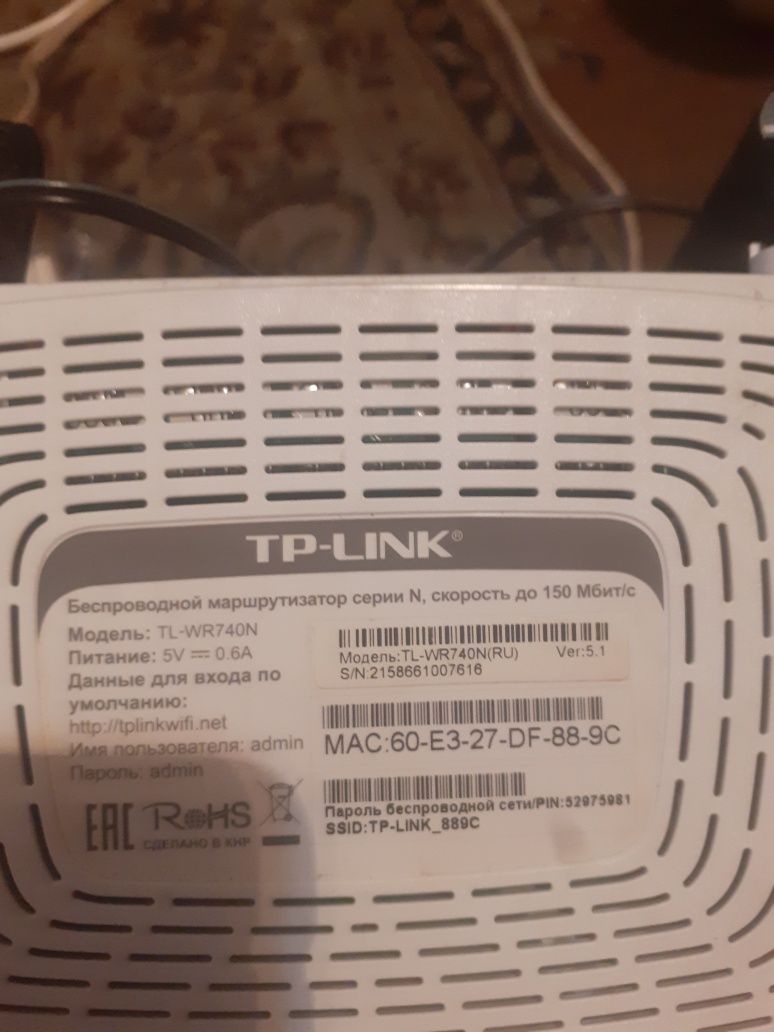 TP-LINK®
Беспроводной маршрутизатор серии N, скорость до 150 Мбит/с
Модель: TL-WR740N
Питание: 5V ⎓ 0.6A
Данные для входа по
умолчанию:
http://tplinkwifi.net
Имя пользователя: admin
Пароль: admin
EAC RoHS
СДЕЛАНО В КНР
Модель:TL-WR740N(RU) Ver:5.1
S/N:2158661007616
MAC:60-E3-27-DF-88-9C
Пароль беспроводной сети/PIN:52975981
SSID:TP-LINK_889C